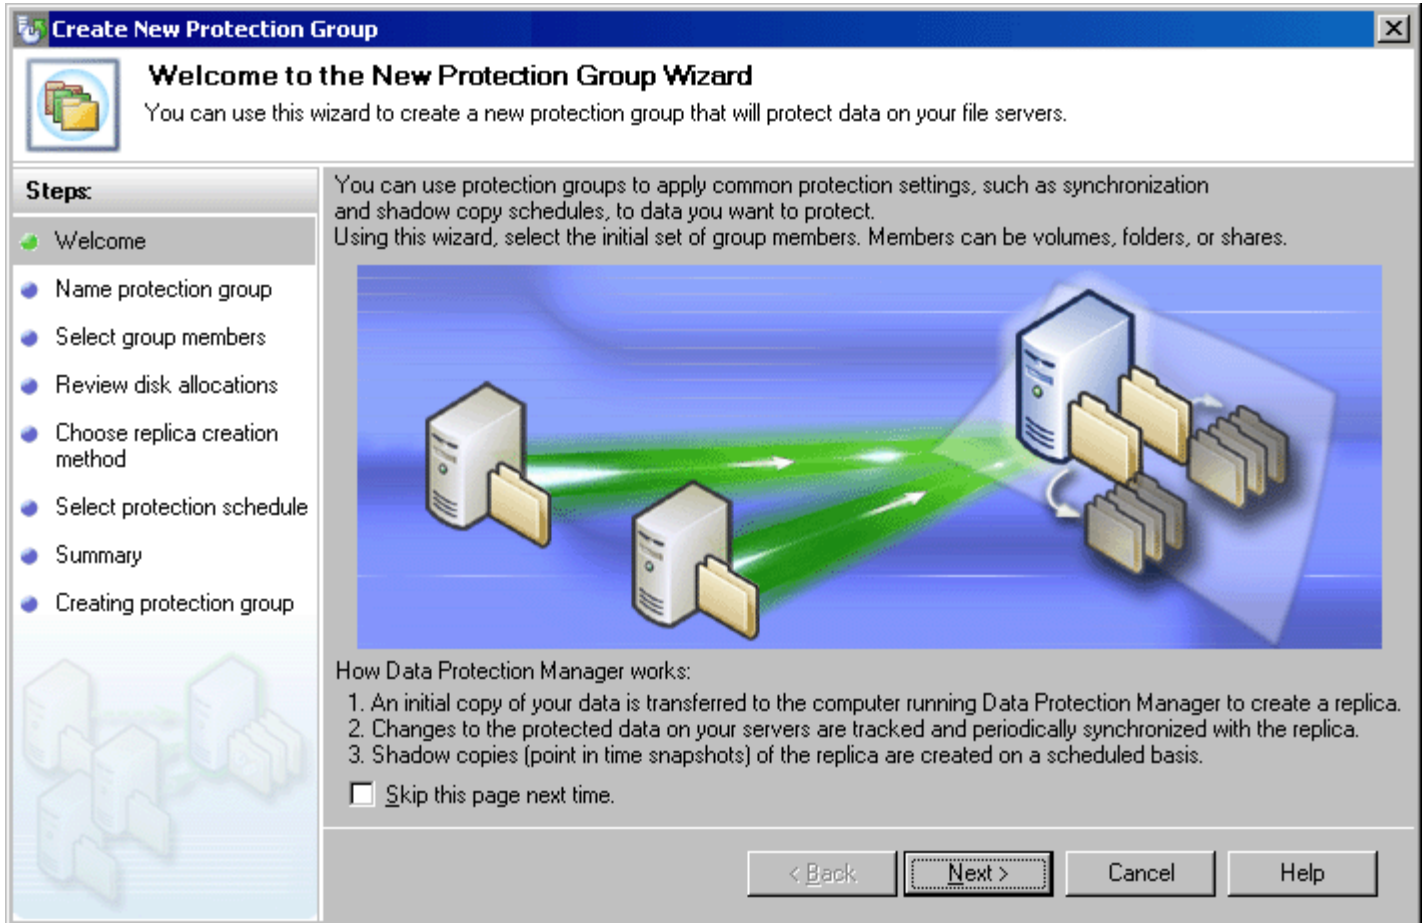 Create New Protection Group
Welcome to the New Protection Group Wizard
You can use this wizard to create a new protection group that will protect data on your file servers.
Steps:
Welcome
Name protection group
Select group members
Review disk allocations
Choose replica creation
method
Select protection schedule
Summary
Creating protection group
You can use protection groups to apply common protection settings, such as synchronization
and shadow copy schedules, to data you want to protect.
Using this wizard, select the initial set of group members. Members can be volumes, folders, or shares.
How Data Protection Manager works:
1. An initial copy of your data is transferred to the computer running Data Protection Manager to create a replica.
2. Changes to the protected data on your servers are tracked and periodically synchronized with the replica.
3. Shadow copies (point in time snapshots) of the replica are created on a scheduled basis.
Skip this page next time.
< Back
Next >
Cancel
Help